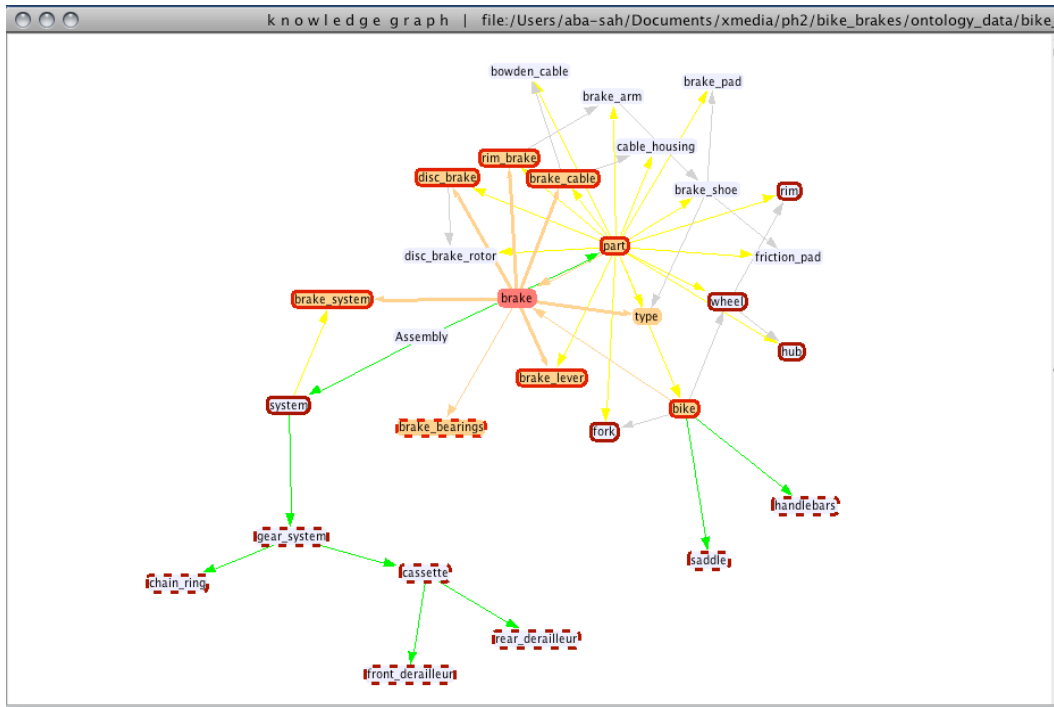 knowledge graph | file:/Users/aba-sah/Documents/xmedia/ph2/bike_brakes/ontology_data/bike_
bowden_cable
brake_pad
brake_arm
cable_housing
rim_brake
disc_brake
brake_cable
brake_shoe
rim
part
disc_brake_rotor
friction_pad
brake_system
brake
wheel
type
Assembly
hub
brake_lever
system
bike
brake_bearings
fork
handlebars
gear_system
saddle
cassette
chain_ring
rear_derailleur
front_derailleur